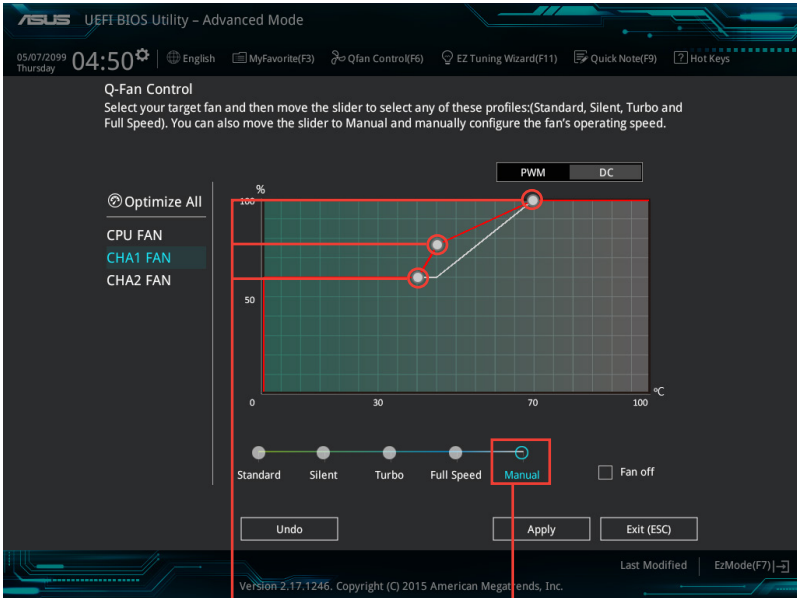 ASUS UEFI BIOS Utility – Advanced Mode
05/07/2099
Thursday
04:50
English
MyFavorite(F3)
Qfan Control(F6)
EZ Tuning Wizard(F11)
Quick Note(F9)
? Hot Keys
Q-Fan Control
Select your target fan and then move the slider to select any of these profiles:(Standard, Silent, Turbo and
Full Speed). You can also move the slider to Manual and manually configure the fan's operating speed.
PWM DC
Optimize All
CPU FAN
CHA1 FAN
CHA2 FAN
%
100
50
0 30 70 100
°C
Standard Silent Turbo Full Speed Manual
Fan off
Undo Apply Exit (ESC)
Last Modified EzMode(F7)
Version 2.17.1246. Copyright (C) 2015 American Megatrends, Inc.